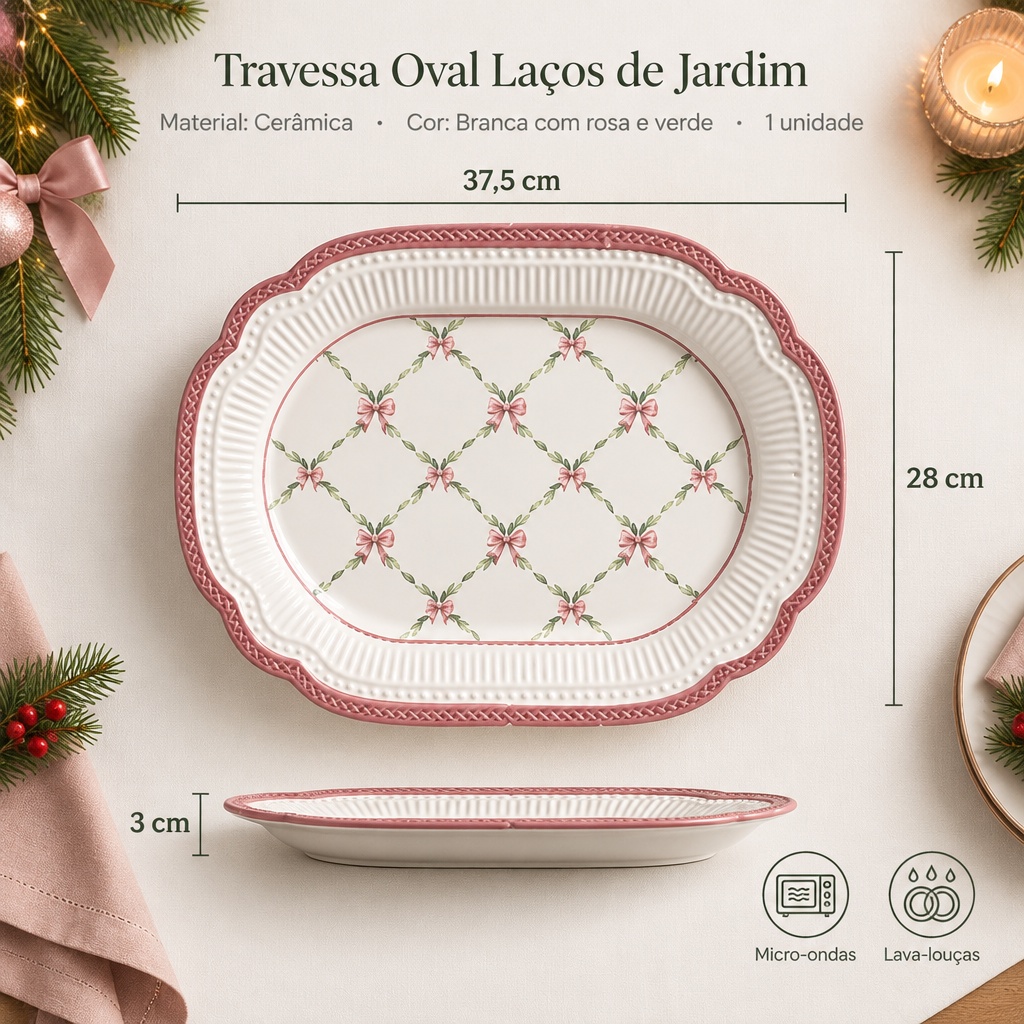 Travessa Oval Laços de Jardim
Material: Cerâmica • Cor: Branca com rosa e verde • 1 unidade
37,5 cm
28 cm
3 cm
Micro-ondas
Lava-louças